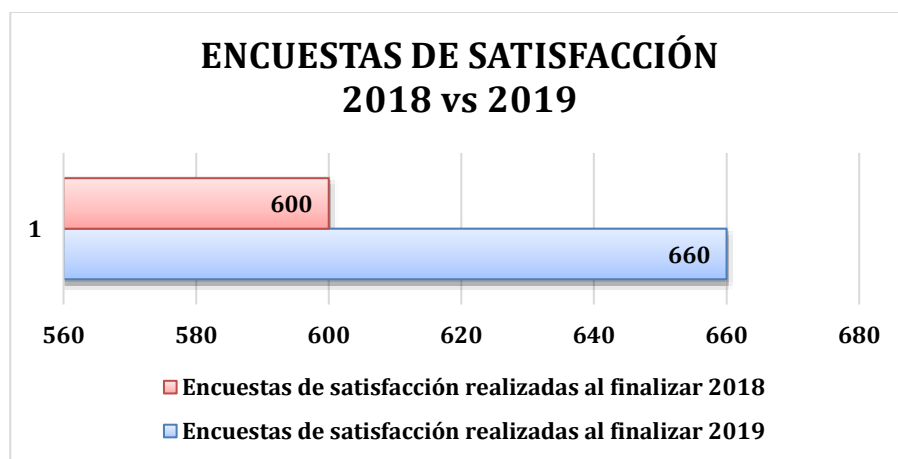 ENCUESTAS DE SATISFACCIÓN
2018 vs 2019
600
1
660
560 580 600 620 640 660 680
Encuestas de satisfacción realizadas al finalizar 2018
Encuestas de satisfacción realizadas al finalizar 2019